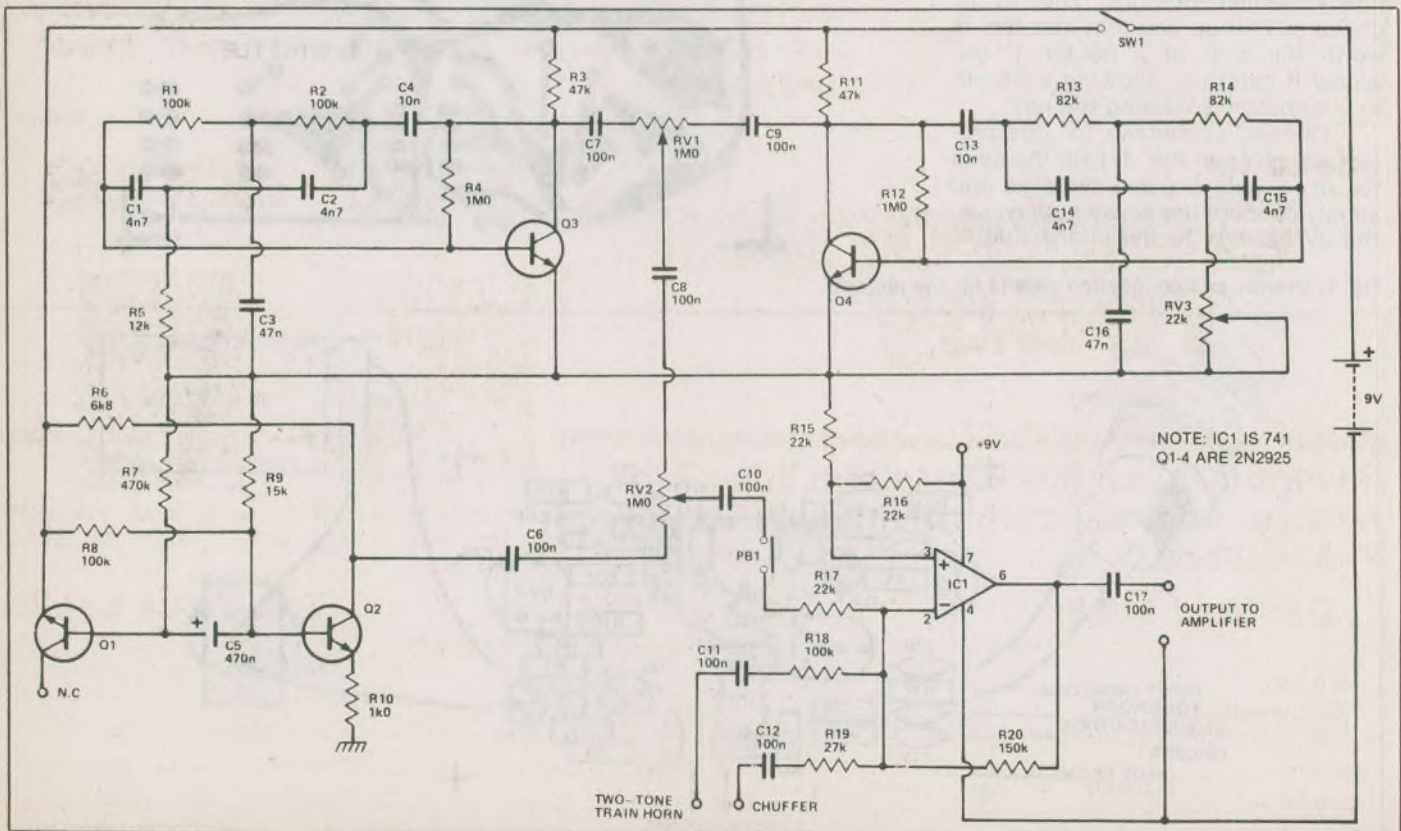 SW1
R1
100k
R2
100k
C4
10n
R3
47k
C7
100n
RV1
1M0
C9
100n
R11
47k
C13
10n
R13
82k
R14
82k
C1
4n7
C2
4n7
R4
1M0
Q3
R12
1M0
C14
4n7
C15
4n7
C8
100n
Q4
R5
12k
C3
47n
C16
47n
RV3
22k
R6
6k8
R7
470k
R9
15k
R8
100k
RV2
1M0
C10
100n
R15
22k
+9V
R16
22k
+
9V
NOTE: IC1 IS 741
Q1-4 ARE 2N2925
C6
100n
PB1
R17
22k
3
+
7
IC1
6
−
2
4
C17
100n
OUTPUT TO
AMPLIFIER
Q1
+
C5
470n
Q2
N.C
R10
1k0
C11
100n
R18
100k
C12
100n
R19
27k
R20
150k
TWO-TONE
TRAIN HORN
CHUFFER